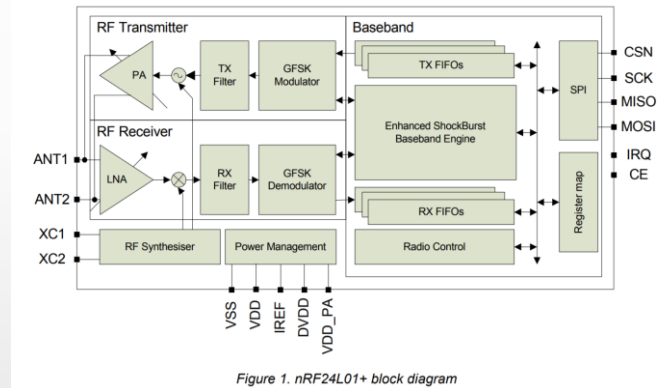 RF Transmitter
Baseband
PA
TX
Filter
GFSK
Modulator
TX FIFOs
SPI
CSN
SCK
MISO
MOSI
Enhanced ShockBurst
Baseband Engine
RF Receiver
ANT1
ANT2
LNA
RX
Filter
GFSK
Demodulator
RX FIFOs
Register map
IRQ
CE
XC1
XC2
RF Synthesiser
Power Management
Radio Control
VSS
VDD
IREF
DVDD
VDD_PA
Figure 1. nRF24L01+ block diagram